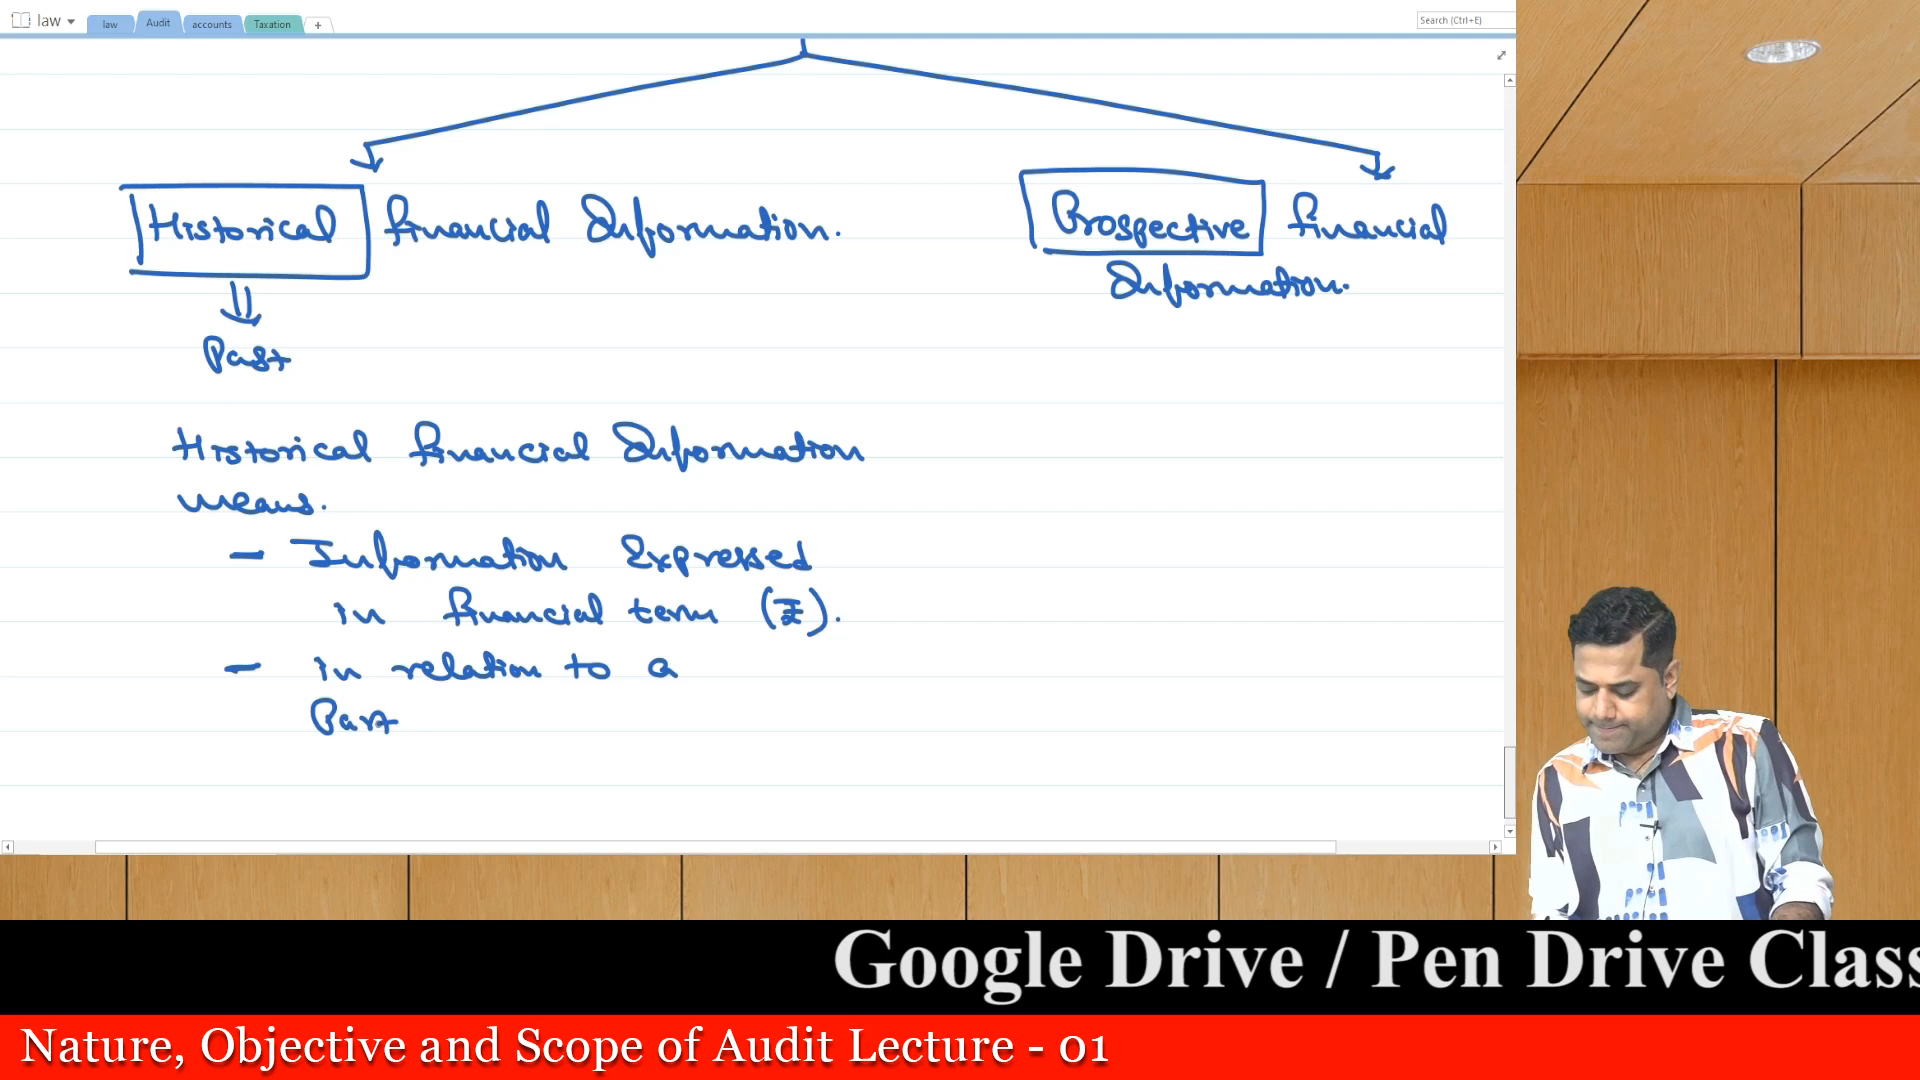 law
law Audit accounts Taxation +
Search (Ctrl+E)
Historical financial Information.
Prospective financial
Information.
Past
Historical financial Information
means.
- Information Expressed
in financial term (₹).
- in relation to a
Part
Google Drive / Pen Drive Class
Nature, Objective and Scope of Audit Lecture - 01